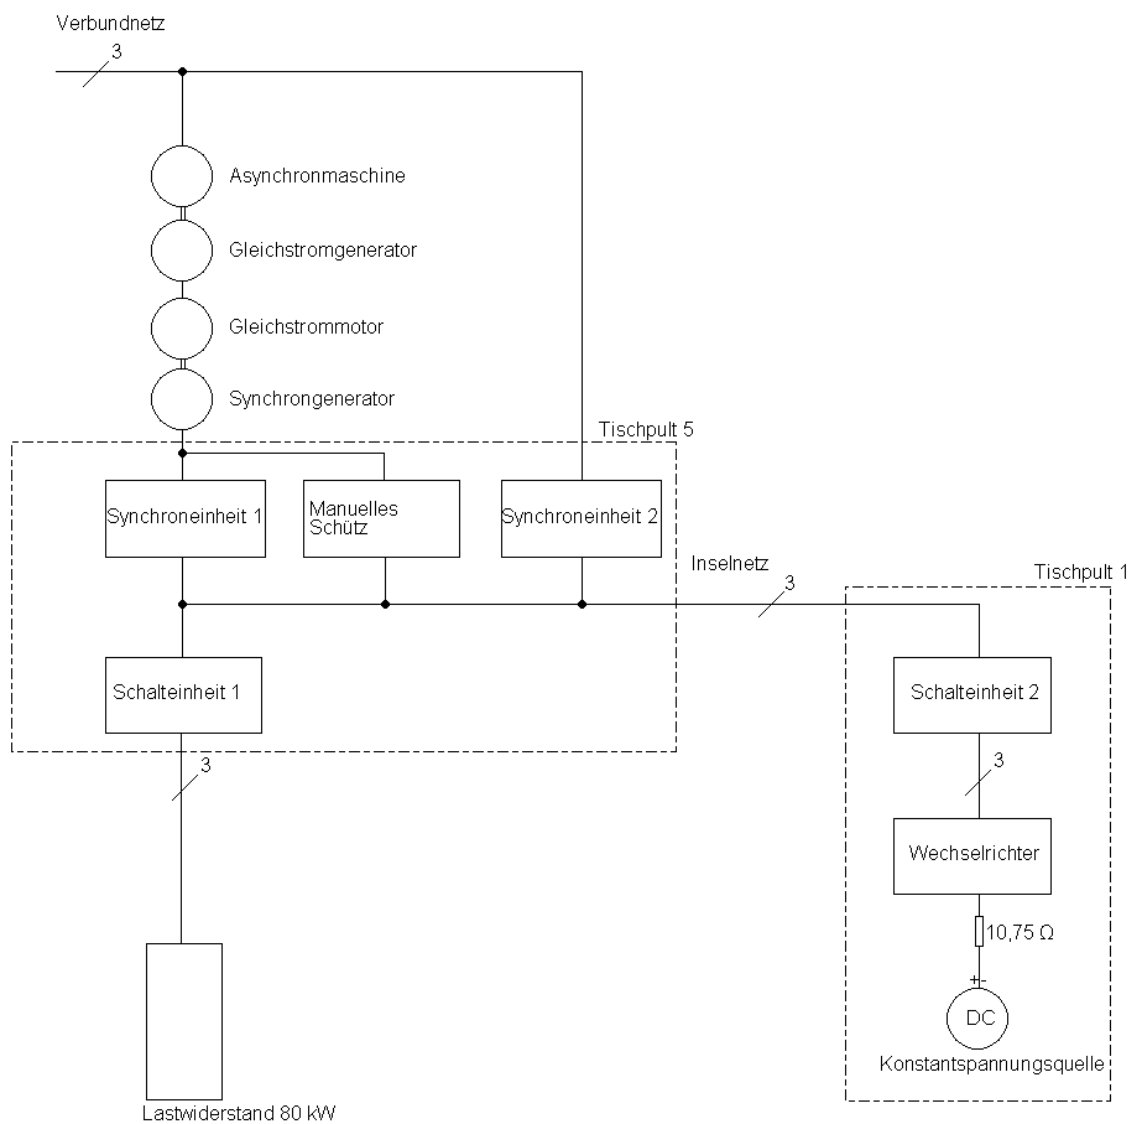 Verbundnetz
3
Asynchronmaschine
Gleichstromgenerator
Gleichstrommotor
Synchrongenerator
Tischpult 5
Synchroneinheit 1
Manuelles
Schütz
Synchroneinheit 2
Inselnetz
3
Tischpult 1
Schalteinheit 1
Schalteinheit 2
3
3
Wechselrichter
10,75 Ω
+-
DC
Konstantspannungsquelle
Lastwiderstand 80 kW